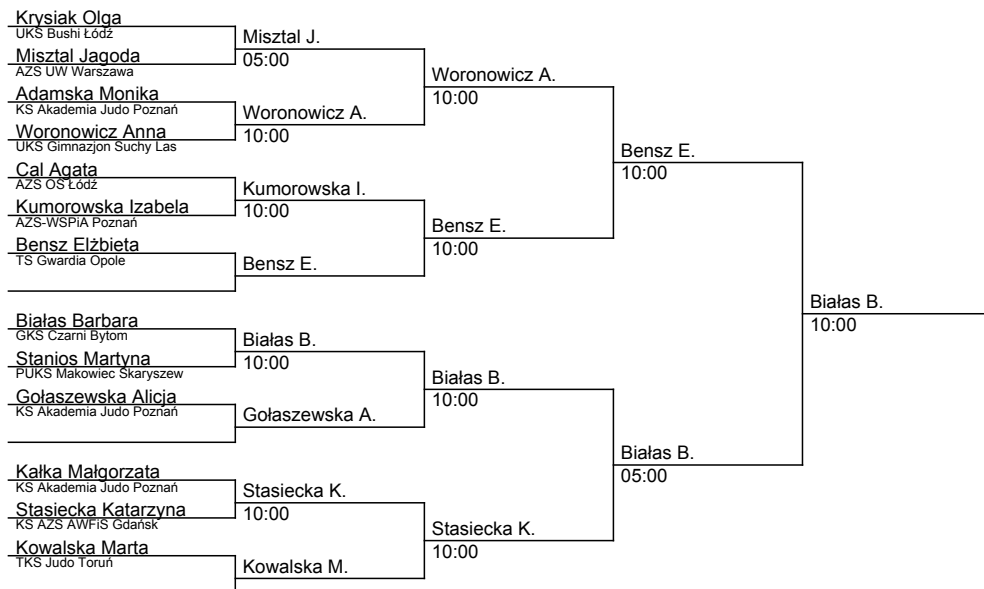 Krysiak Olga
UKS Bushi Łódź
Misztal J.
05:00
Misztal Jagoda
AZS UW Warszawa
Woronowicz A.
10:00
Adamska Monika
KS Akademia Judo Poznań
Woronowicz A.
10:00
Woronowicz Anna
UKS Gimnazjon Suchy Las
Bensz E.
10:00
Cal Agata
AZS OŚ Łódź
Kumorowska I.
10:00
Kumorowska Izabela
AZS-WSPiA Poznań
Bensz E.
10:00
Bensz Elżbieta
TS Gwardia Opole
Bensz E.
Białas B.
10:00
Białas Barbara
GKS Czarni Bytom
Białas B.
10:00
Stanios Martyna
PUKS Makowiec Skaryszew
Białas B.
10:00
Gołaszewska Alicja
KS Akademia Judo Poznań
Gołaszewska A.
Białas B.
05:00
Kałka Małgorzata
KS Akademia Judo Poznań
Stasiecka K.
10:00
Stasiecka Katarzyna
KS AZS AWFiS Gdańsk
Stasiecka K.
10:00
Kowalska Marta
TKS Judo Toruń
Kowalska M.